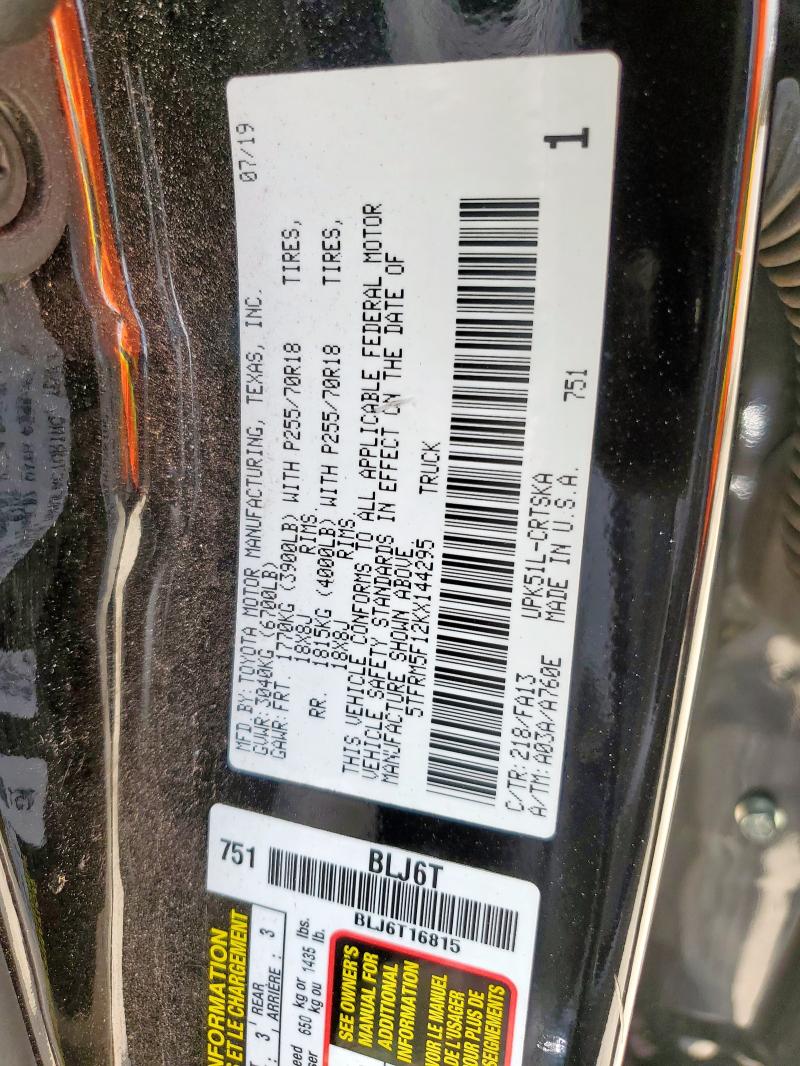 MFD BY: TOYOTA MOTOR MANUFACTURING, TEXAS, INC. 07/19
GVWR: 3040KG (6700LB)
GAWR: FRT. 1770KG (3900LB) WITH P255/70R18 TIRES,
18X8J RIMS
RR. 1815KG (4000LB) WITH P255/70R18 TIRES,
18X8J RIMS
THIS VEHICLE CONFORMS TO ALL APPLICABLE FEDERAL MOTOR
VEHICLE SAFETY STANDARDS IN EFFECT ON THE DATE OF
MANUFACTURE SHOWN ABOVE
5TFRM5F12KX144295 TRUCK
C/TR: 218/FA13 UPK51L-CRTSKA 751
A/TM: A03A/A760E MADE IN U.S.A.
1
751 BLJ6T
BLJ6T16815
INFORMATION
ET LE CHARGEMENT
3 REAR
3, ARRIÈRE : 3
650 kg or 1435 lbs.
kg ou lb.
SEE OWNER'S
MANUAL FOR
ADDITIONAL
INFORMATION
VOIR LE MANUEL
DE L'USAGER
POUR PLUS DE